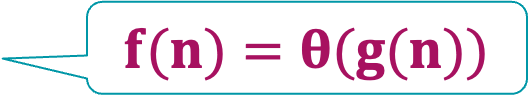 f(n) = θ(g(n))